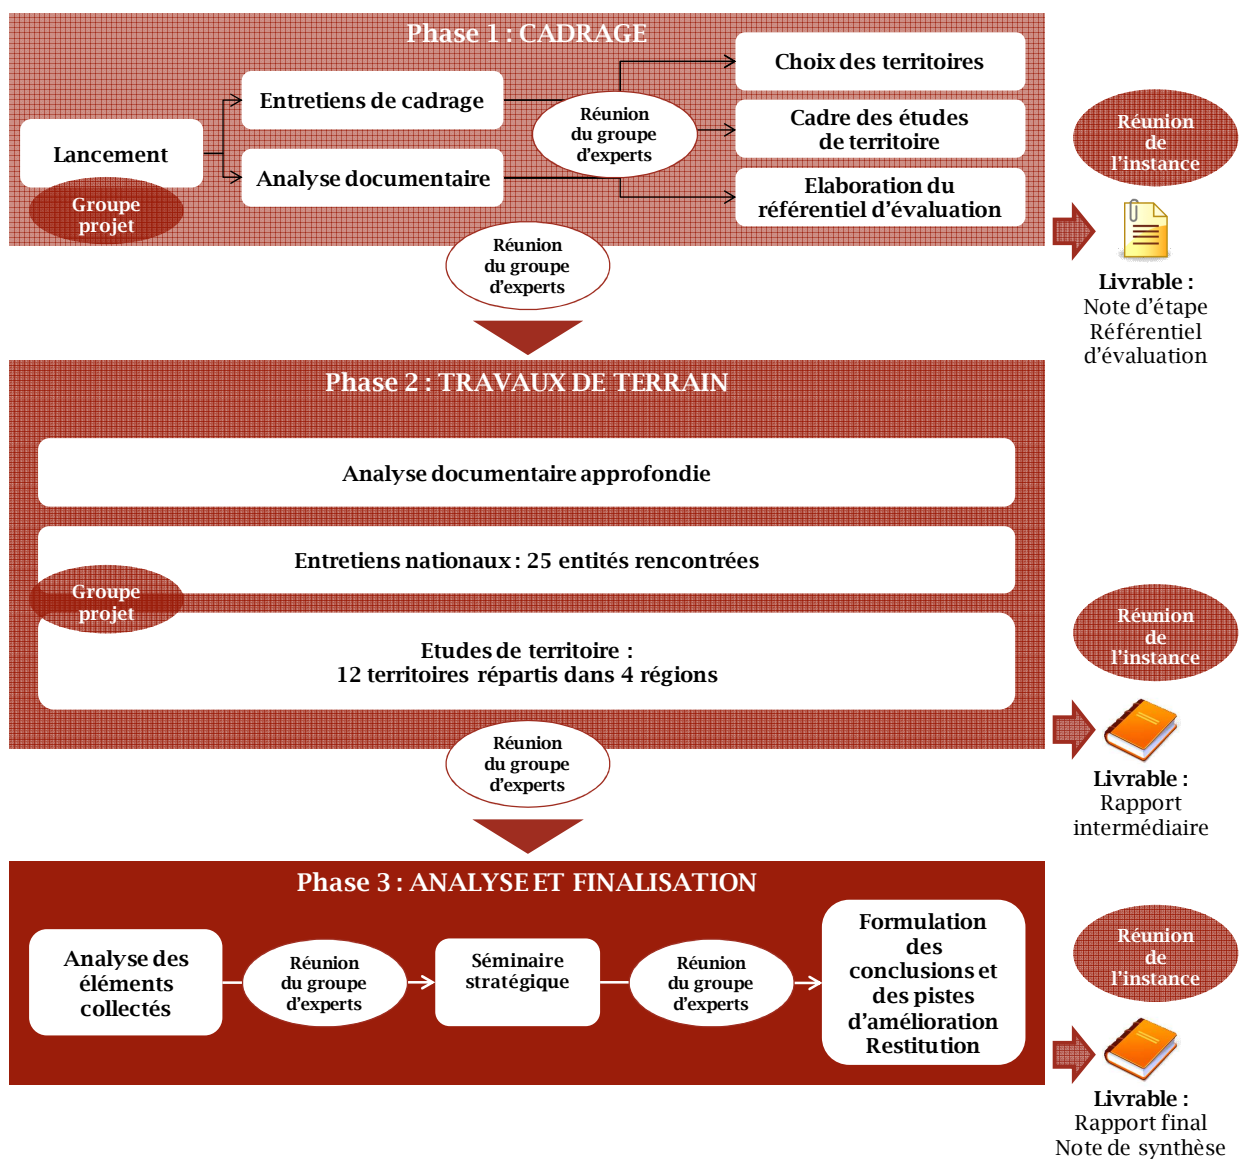 Phase 1 : CADRAGE
Lancement
Groupe
projet
Entretiens de cadrage
Analyse documentaire
Réunion
du groupe
d'experts
Choix des territoires
Cadre des études
de territoire
Elaboration du
référentiel d'évaluation
Réunion
de
l'instance
Livrable :
Note d'étape
Référentiel
d'évaluation
Réunion
du groupe
d'experts
Phase 2 : TRAVAUX DE TERRAIN
Analyse documentaire approfondie
Entretiens nationaux : 25 entités rencontrées
Groupe
projet
Etudes de territoire :
12 territoires répartis dans 4 régions
Réunion
de
l'instance
Livrable :
Rapport
intermédiaire
Réunion
du groupe
d'experts
Phase 3 : ANALYSE ET FINALISATION
Analyse des
éléments
collectés
Réunion
du groupe
d'experts
Séminaire
stratégique
Réunion
du groupe
d'experts
Formulation
des
conclusions et
des pistes
d'amélioration
Restitution
Réunion
de
l'instance
Livrable :
Rapport final
Note de synthèse